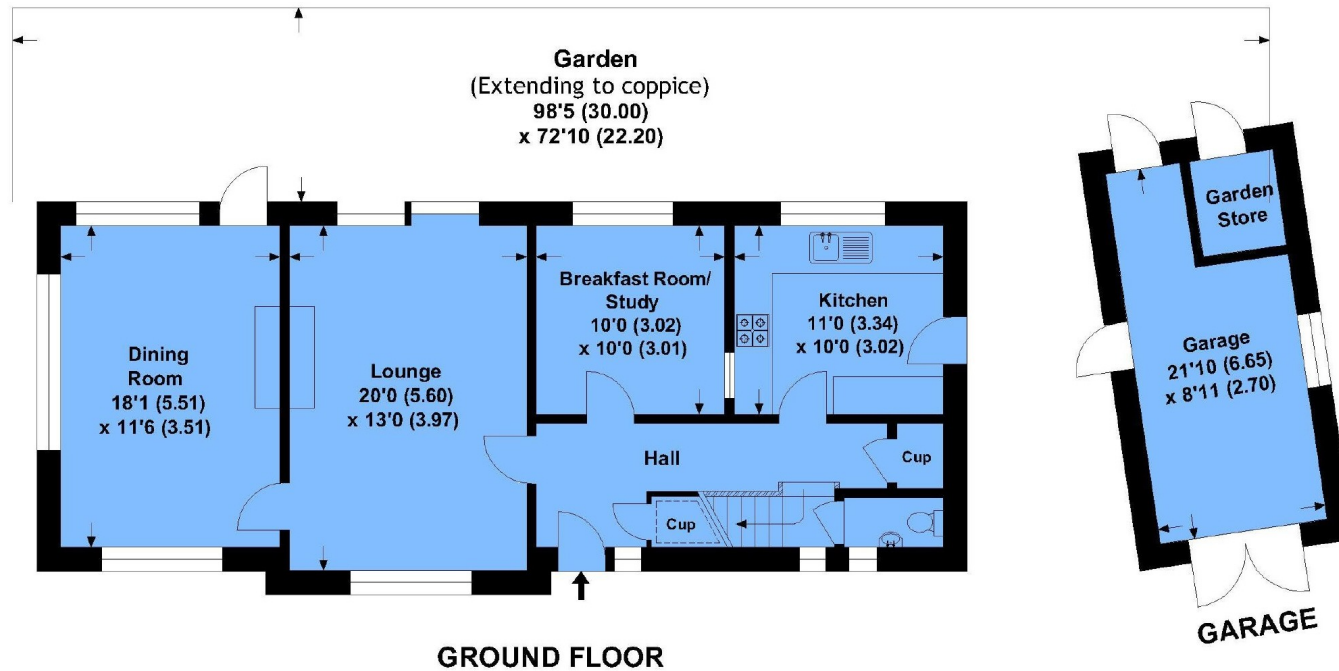 Garden
(Extending to coppice)
98'5 (30.00)
x 72'10 (22.20)
Dining
Room
18'1 (5.51)
x 11'6 (3.51)
Lounge
20'0 (5.60)
x 13'0 (3.97)
Breakfast Room/
Study
10'0 (3.02)
x 10'0 (3.01)
Kitchen
11'0 (3.34)
x 10'0 (3.02)
Hall
Cup
Cup
Garden
Store
Garage
21'10 (6.65)
x 8'11 (2.70)
GARAGE
GROUND FLOOR